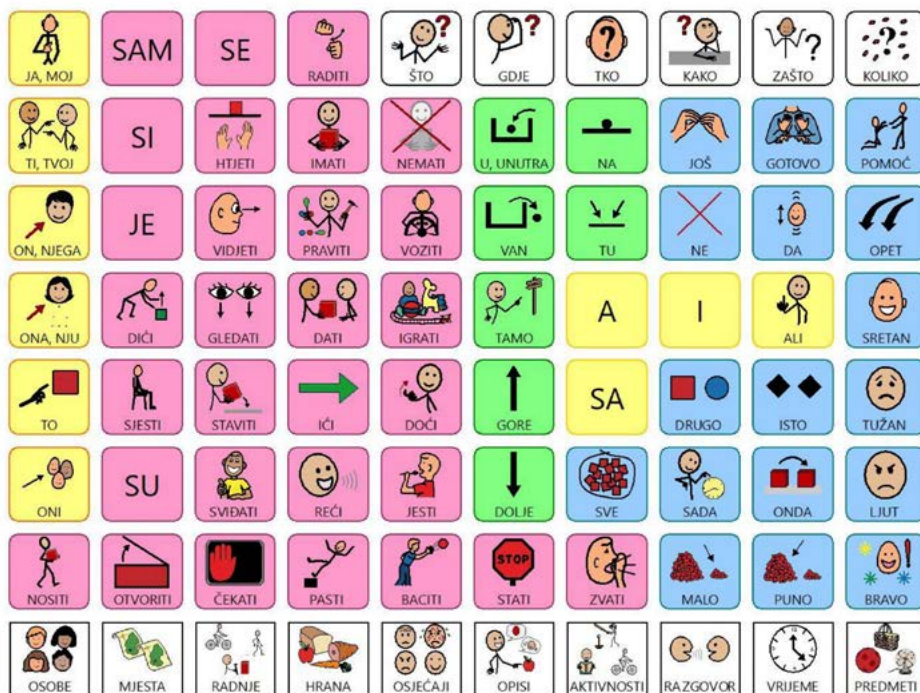 JA, MOJ
SAM
SE
RADITI
ŠTO
GDJE
TKO
KAKO
ZAŠTO
KOLIKO
TI, TVOJ
SI
HTJETI
IMATI
NEMATI
U, UNUTRA
NA
JOŠ
GOTOVO
POMOĆ
ON, NJEGA
JE
VIDJETI
PRAVITI
VOZITI
VAN
TU
NE
DA
OPET
ONA, NJU
DIĆI
GLEDATI
DATI
IGRATI
TAMO
A
I
ALI
SRETAN
TO
SJESTI
STAVITI
IĆI
DOĆI
GORE
SA
DRUGO
ISTO
TUŽAN
ONI
SU
SVIĐATI
REĆI
JESTI
DOLJE
SVE
SADA
ONDA
LJUT
NOSITI
OTVORITI
ČEKATI
PASTI
BACITI
STOP
STATI
ZVATI
MALO
PUNO
BRAVO
OSOBE
MJESTA
RADNJE
HRANA
OSJEĆAJI
OPISI
AKTIVNOSTI
RAZGOVOR
VRIJEME
PREDMETI